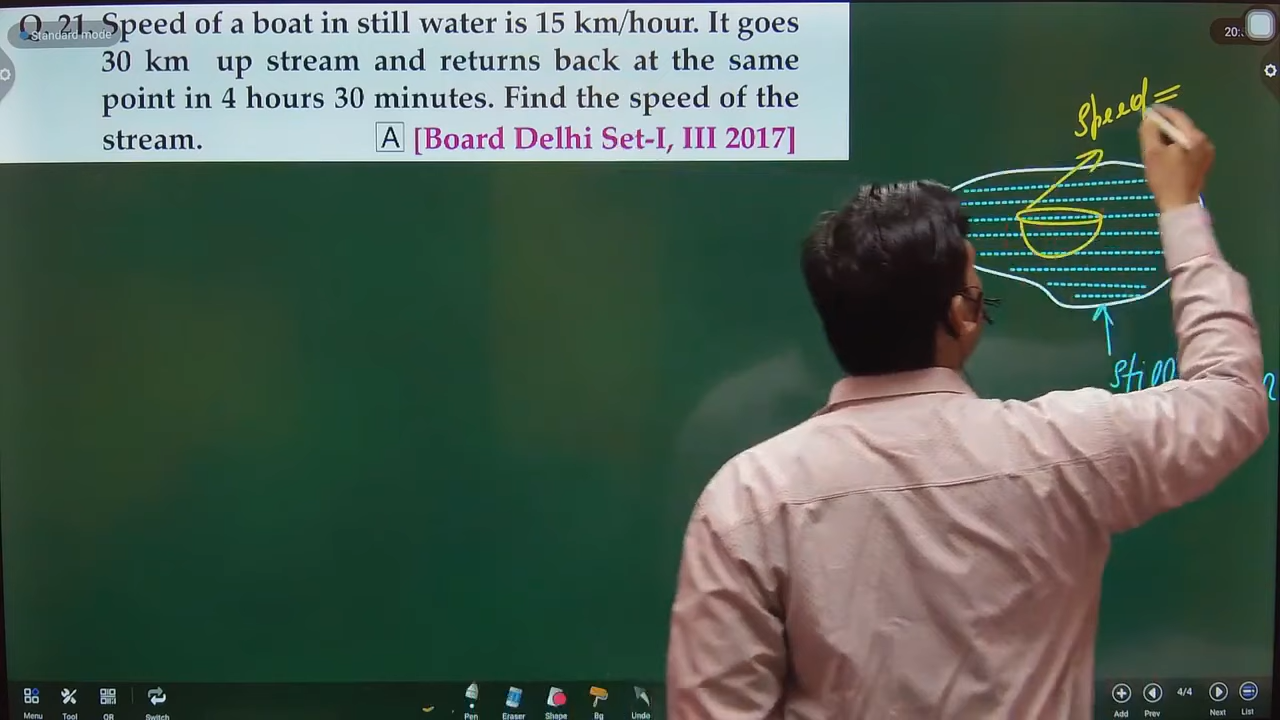 Q. 21. Speed of a boat in still water is 15 km/hour. It goes
30 km up stream and returns back at the same
point in 4 hours 30 minutes. Find the speed of the
stream. A [Board Delhi Set-I, III 2017]
Standard mode
20:
Speed =
Still
Menu Tool QR Switch Pen Eraser Shape Bg Undo Add Prev 4/4 Next List